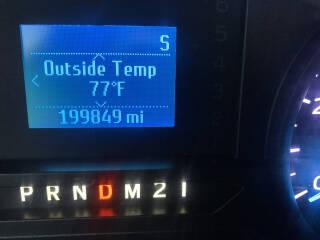 S
Outside Temp
77°F
199849 mi
P R N D M 2 1